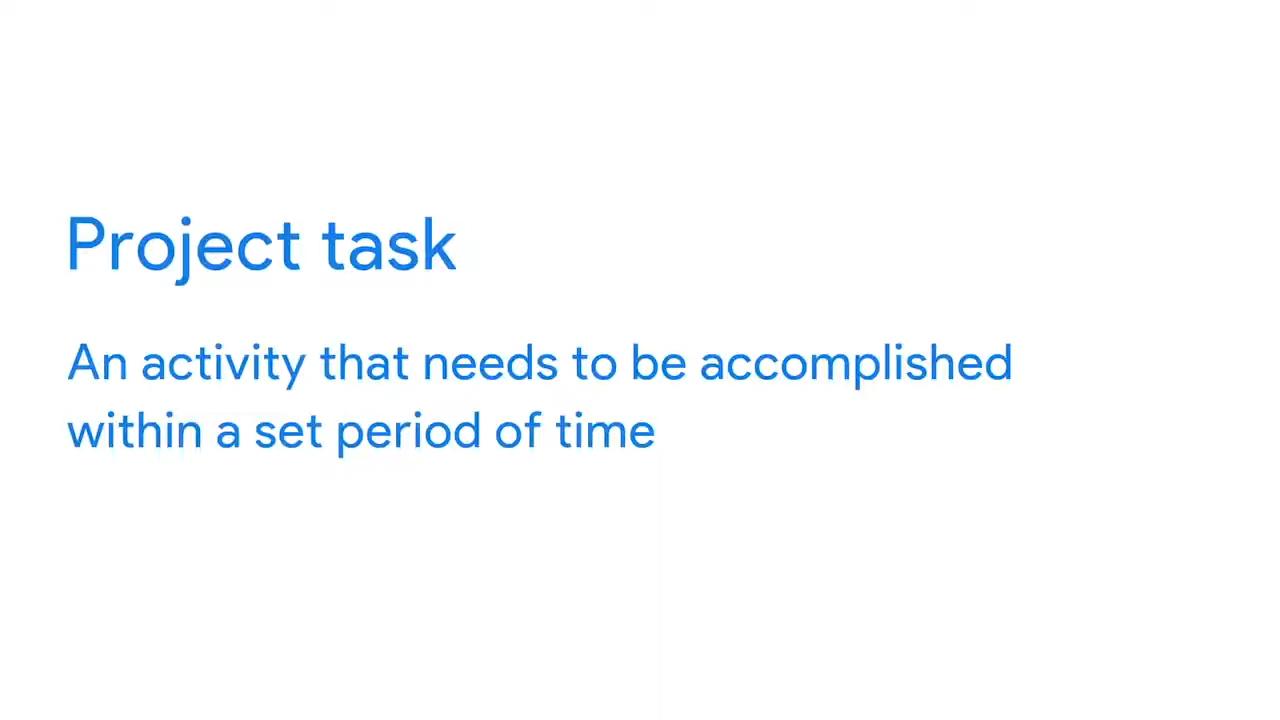 Project task
An activity that needs to be accomplished
within a set period of time